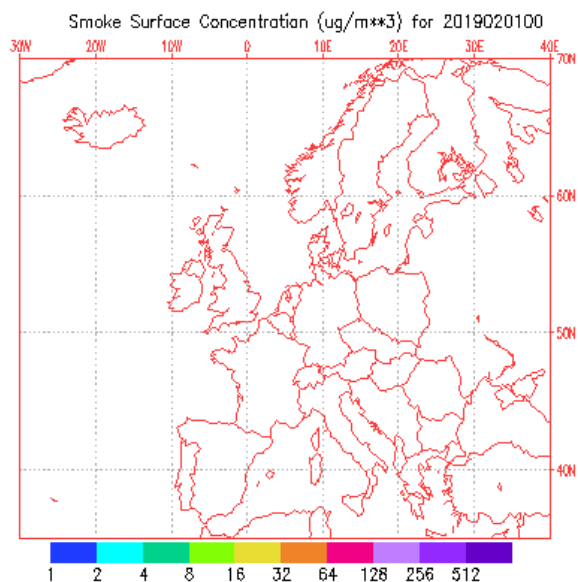 Smoke Surface Concentration (ug/m**3) for 2019020100
30W 20W 10W 0 10E 20E 30E 40E
70N
60N
50N
40N
1 2 4 8 16 32 64 128 256 512